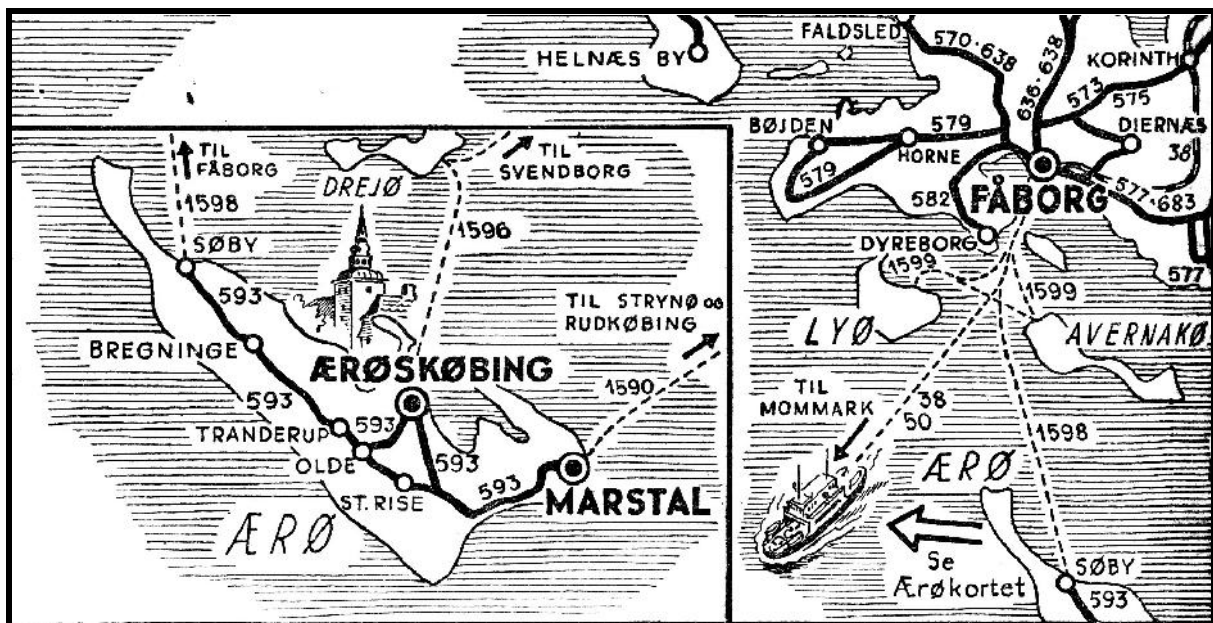 HELNÆS BY
FALDSLED
570·638
636·638
KORINTH
573
575
BØJDEN
579
HORNE
DIERNÆS
38
579
582
FÅBORG
577·683
577
DYREBORG
1599
1599
LYØ
AVERNAKØ
TIL
MOMMARK
38
50
1598
ÆRØ
Se
Ærøkortet
SØBY
593
TIL
FÅBORG
1598
DREJØ
TIL
SVENDBORG
1596
SØBY
593
TIL STRYNØ OG
RUDKØBING
BREGNINGE
ÆRØSKØBING
1590
593
TRANDERUP
593
OLDE
593
ST. RISE
593
MARSTAL
ÆRØ